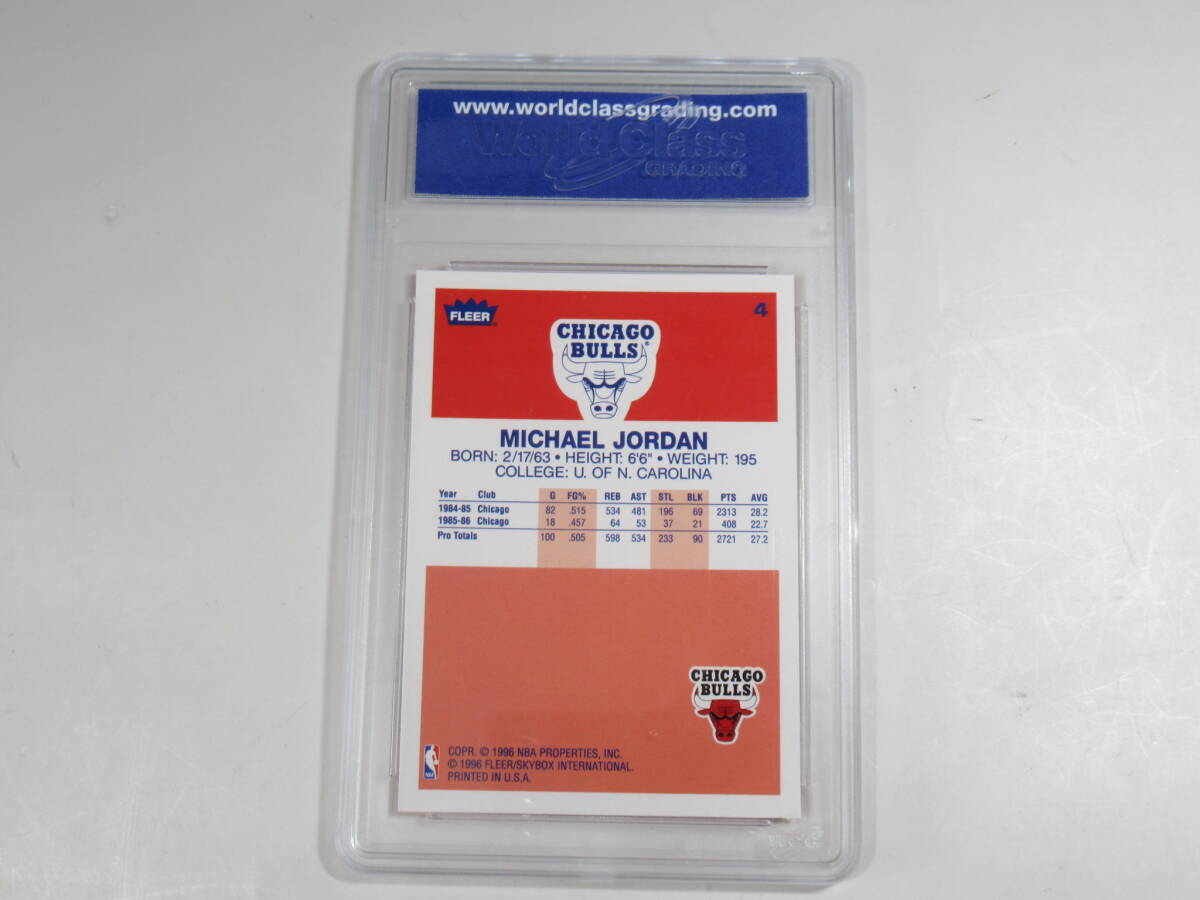 www.worldclassgrading.com
World Class
GRADING
FLEER
4
CHICAGO
BULLS
MICHAEL JORDAN
BORN: 2/17/63 • HEIGHT: 6'6" • WEIGHT: 195
COLLEGE: U. OF N. CAROLINA
Year Club G FG% REB AST STL BLK PTS AVG
1984-85 Chicago 82 .515 534 481 196 69 2313 28.2
1985-86 Chicago 18 .457 64 53 37 21 408 22.7
Pro Totals 100 .505 598 534 233 90 2721 27.2
CHICAGO
BULLS
NBA
COPR. © 1996 NBA PROPERTIES, INC.
© 1996 FLEER/SKYBOX INTERNATIONAL.
PRINTED IN U.S.A.